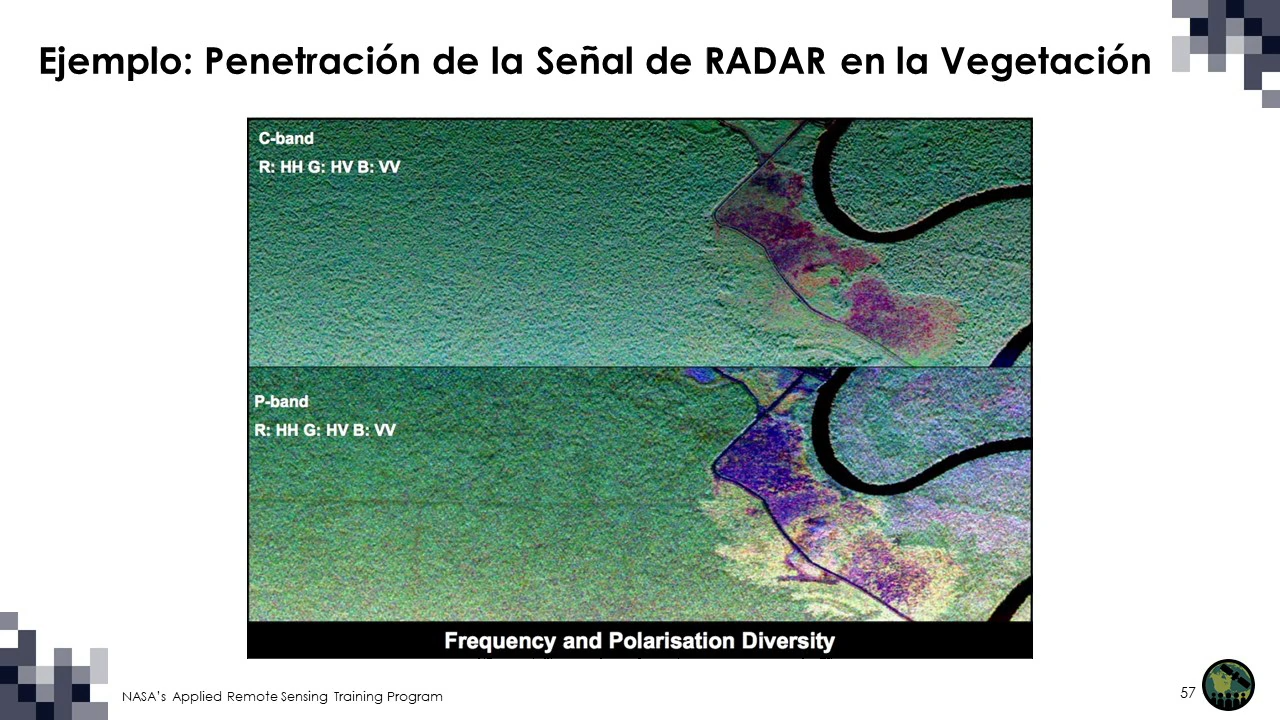 Ejemplo: Penetración de la Señal de RADAR en la Vegetación
C-band
R: HH G: HV B: VV
P-band
R: HH G: HV B: VV
Frequency and Polarisation Diversity
NASA's Applied Remote Sensing Training Program
57